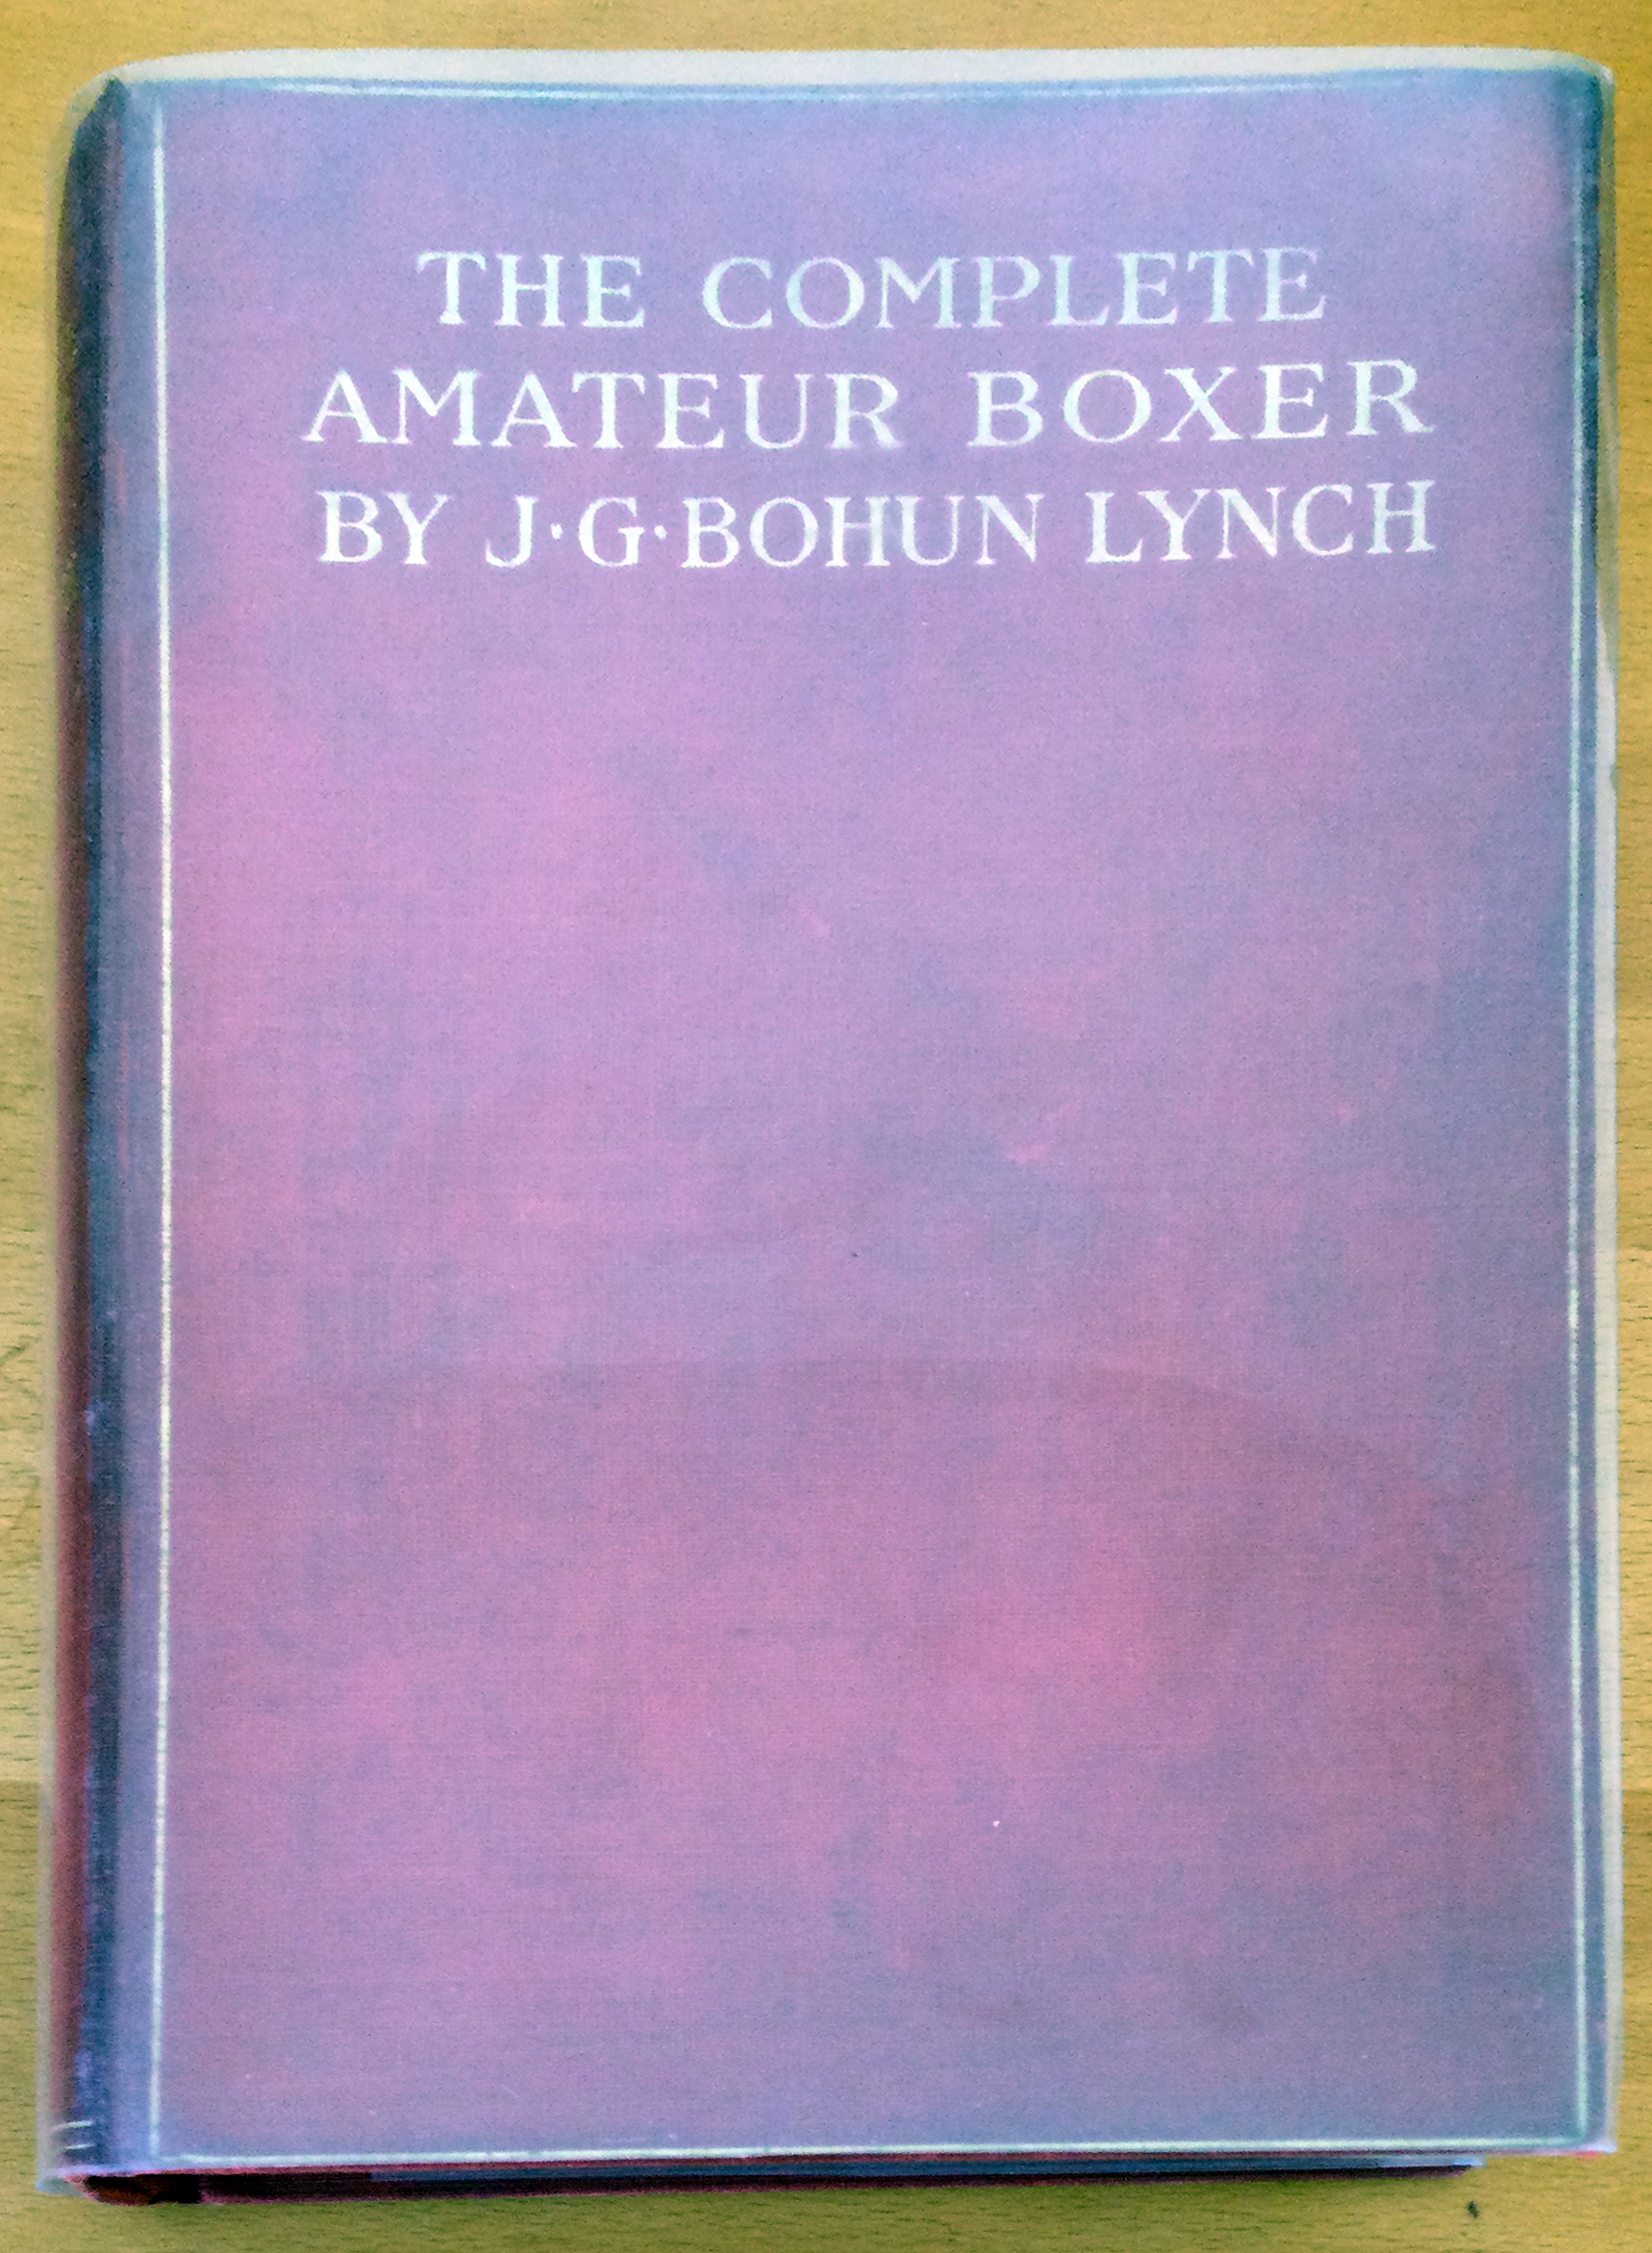 THE COMPLETE
AMATEUR BOXER
BY J·G·BOHUN LYNCH